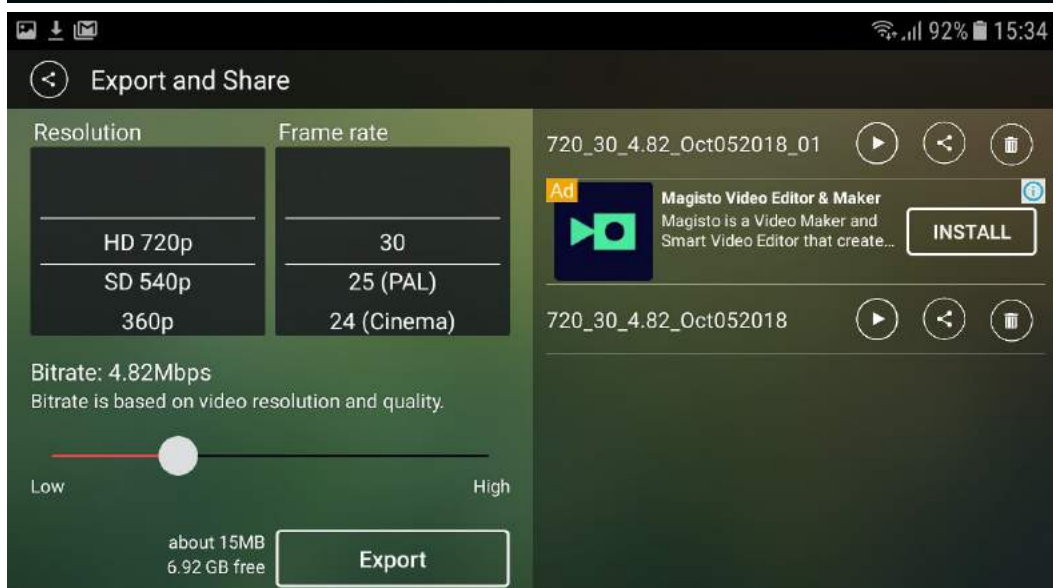 92% 15:34
Export and Share
Resolution
Frame rate
HD 720p
SD 540p
360p
30
25 (PAL)
24 (Cinema)
Bitrate: 4.82Mbps
Bitrate is based on video resolution and quality.
Low
High
about 15MB
6.92 GB free
Export
720_30_4.82_Oct052018_01
Ad
Magisto Video Editor & Maker
Magisto is a Video Maker and
Smart Video Editor that create...
INSTALL
720_30_4.82_Oct052018